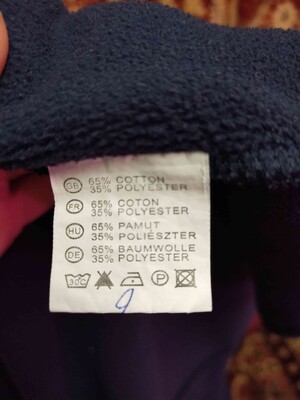 GB 65% COTTON
35% POLYESTER
FR 65% COTON
35% POLYESTER
HU 65% PAMUT
35% POLIÉSZTER
DE 65% BAUMWOLLE
35% POLYESTER
30C P